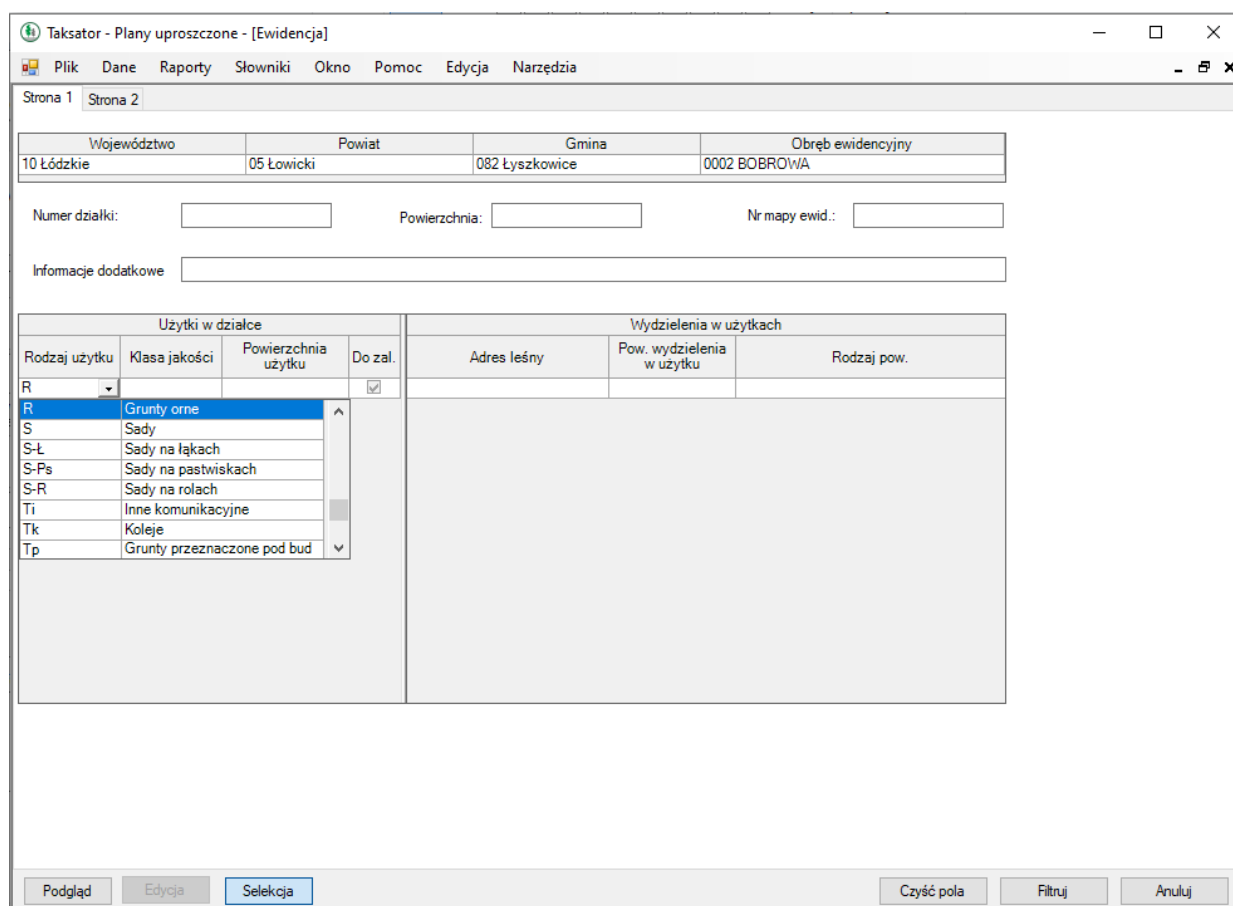 Taksator - Plany uproszczone - [Ewidencja]
Plik Dane Raporty Słowniki Okno Pomoc Edycja Narzędzia
Strona 1 Strona 2
Województwo Powiat Gmina Obręb ewidencyjny
10 Łódzkie 05 Łowicki 082 Łyszkowice 0002 BOBROWA
Numer działki: Powierzchnia: Nr mapy ewid.:
Informacje dodatkowe
Użytki w działce Wydzielenia w użytkach
Rodzaj użytku Klasa jakości Powierzchnia użytku Do zal. Adres leśny Pow. wydzielenia w użytku Rodzaj pow.
R
R Grunty orne
S Sady
S-Ł Sady na łąkach
S-Ps Sady na pastwiskach
S-R Sady na rolach
Ti Inne komunikacyjne
Tk Koleje
Tp Grunty przeznaczone pod bud
Podgląd Edycja Selekcja Czyść pola Filtruj Anuluj